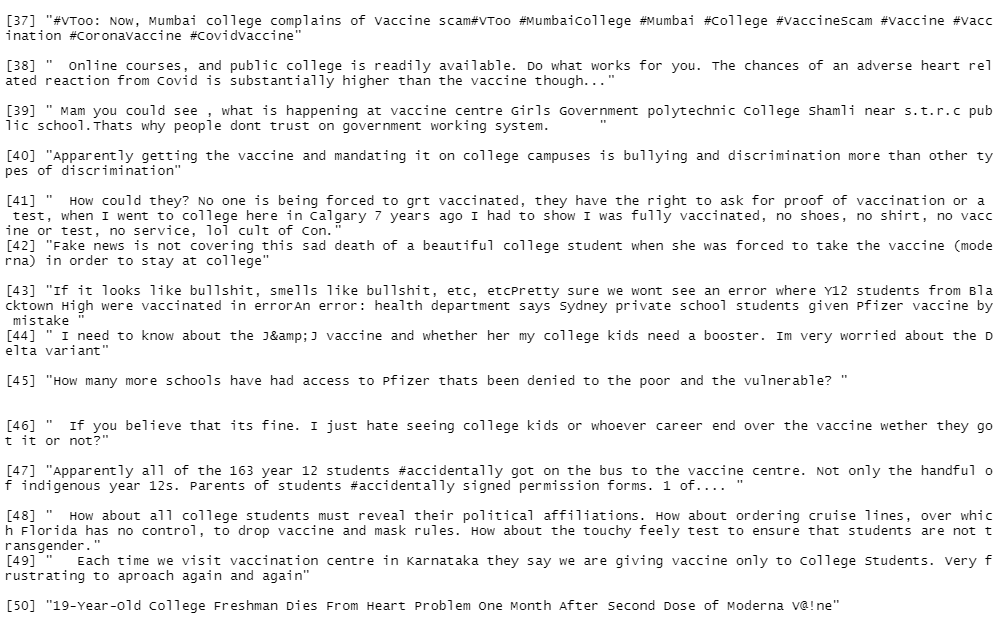 [37] "#VToo: Now, Mumbai college complains of Vaccine scam#VToo #MumbaiCollege #Mumbai #College #VaccineScam #Vaccine #Vacc
ination #CoronaVaccine #CovidVaccine"
[38] "  Online courses, and public college is readily available. Do what works for you. The chances of an adverse heart rel
ated reaction from Covid is substantially higher than the vaccine though..."
[39] " Mam you could see , what is happening at vaccine centre Girls Government polytechnic College Shamli near s.t.r.c pub
lic school.Thats why people dont trust on government working system.      "
[40] "Apparently getting the vaccine and mandating it on college campuses is bullying and discrimination more than other ty
pes of discrimination"
[41] "  How could they? No one is being forced to grt vaccinated, they have the right to ask for proof of vaccination or a
 test, when I went to college here in Calgary 7 years ago I had to show I was fully vaccinated, no shoes, no shirt, no vacc
ine or test, no service, lol cult of Con."
[42] "Fake news is not covering this sad death of a beautiful college student when she was forced to take the vaccine (mode
rna) in order to stay at college"
[43] "If it looks like bullshit, smells like bullshit, etc, etcPretty sure we wont see an error where Y12 students from Bla
cktown High were vaccinated in errorAn error: health department says Sydney private school students given Pfizer vaccine by
 mistake "
[44] " I need to know about the J&amp;J vaccine and whether her my college kids need a booster. Im very worried about the D
elta variant"
[45] "How many more schools have had access to Pfizer thats been denied to the poor and the vulnerable? "
[46] "  If you believe that its fine. I just hate seeing college kids or whoever career end over the vaccine wether they go
t it or not?"
[47] "Apparently all of the 163 year 12 students #accidentally got on the bus to the vaccine centre. Not only the handful o
f indigenous year 12s. Parents of students #accidentally signed permission forms. 1 of.... "
[48] "  How about all college students must reveal their political affiliations. How about ordering cruise lines, over whic
h Florida has no control, to drop vaccine and mask rules. How about the touchy feely test to ensure that students are not t
ransgender."
[49] "   Each time we visit vaccination centre in Karnataka they say we are giving vaccine only to College Students. Very f
rustrating to aproach again and again"
[50] "19-Year-Old College Freshman Dies From Heart Problem One Month After Second Dose of Moderna V@!ne"